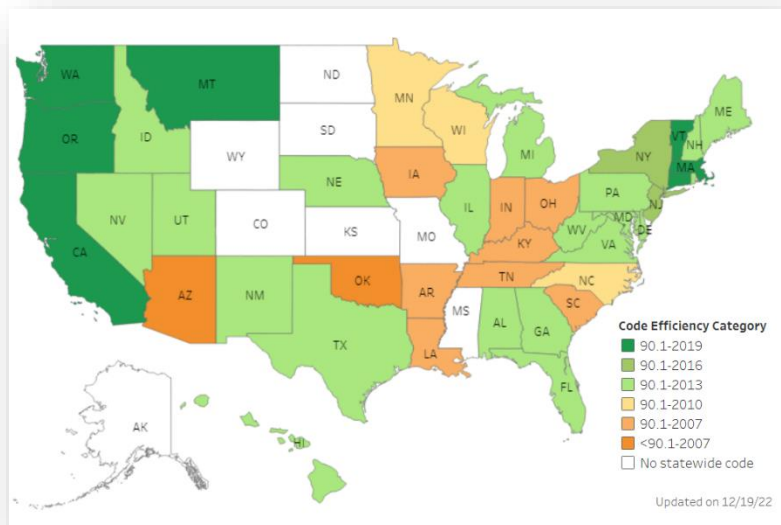 WA
MT
ND
MN
ME
OR
ID
SD
WI
VT
NH
NY
MA
WY
MI
IA
NE
PA
NJ
NV
UT
CO
IL
IN
OH
MD
DE
KS
MO
WV
VA
CA
KY
AZ
NM
OK
AR
TN
NC
SC
MS
AL
GA
TX
LA
FL
AK
HI
Code Efficiency Category
90.1-2019
90.1-2016
90.1-2013
90.1-2010
90.1-2007
<90.1-2007
No statewide code
Updated on 12/19/22